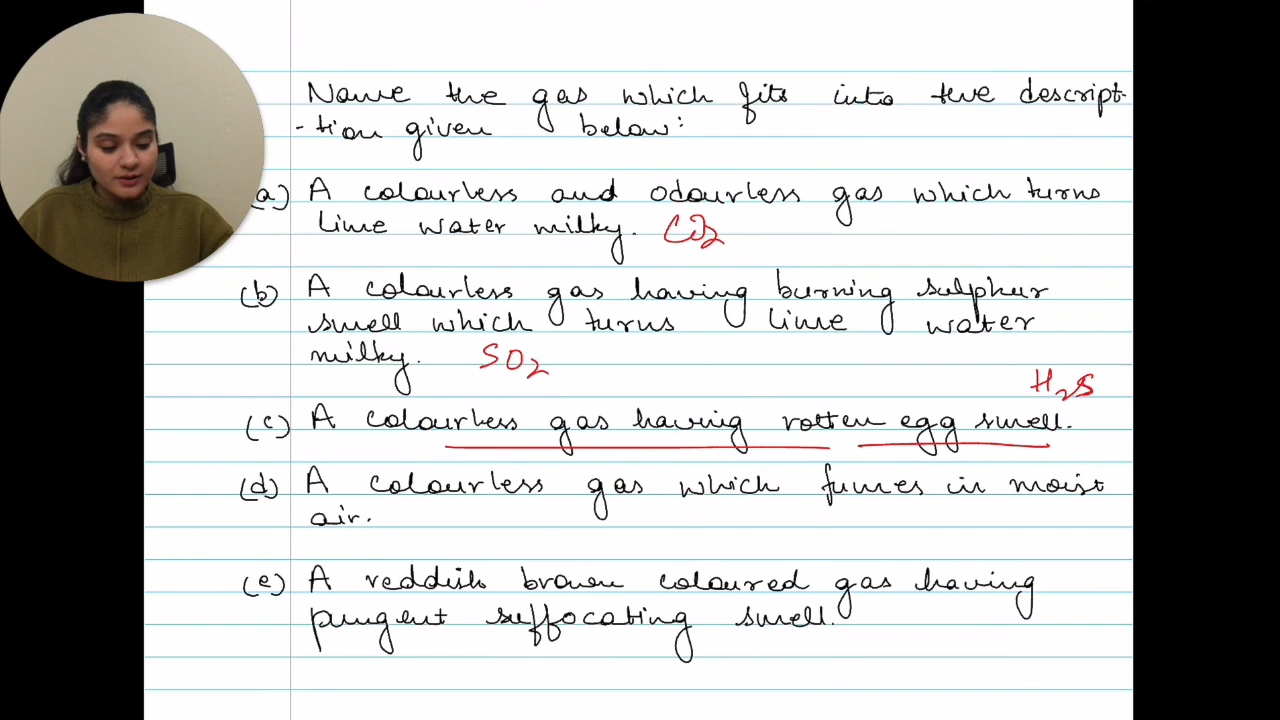 Name the gas which fits into the descript-
-tion given below:
(a) A colourless and odourless gas which turns
lime water milky. CO2
(b) A colourless gas having burning sulphur
smell which turns lime water
milky. SO2
H2S
(c) A colourless gas having rotten egg smell.
(d) A colourless gas which fumes in moist
air.
(e) A reddish brown coloured gas having
pungent suffocating smell.